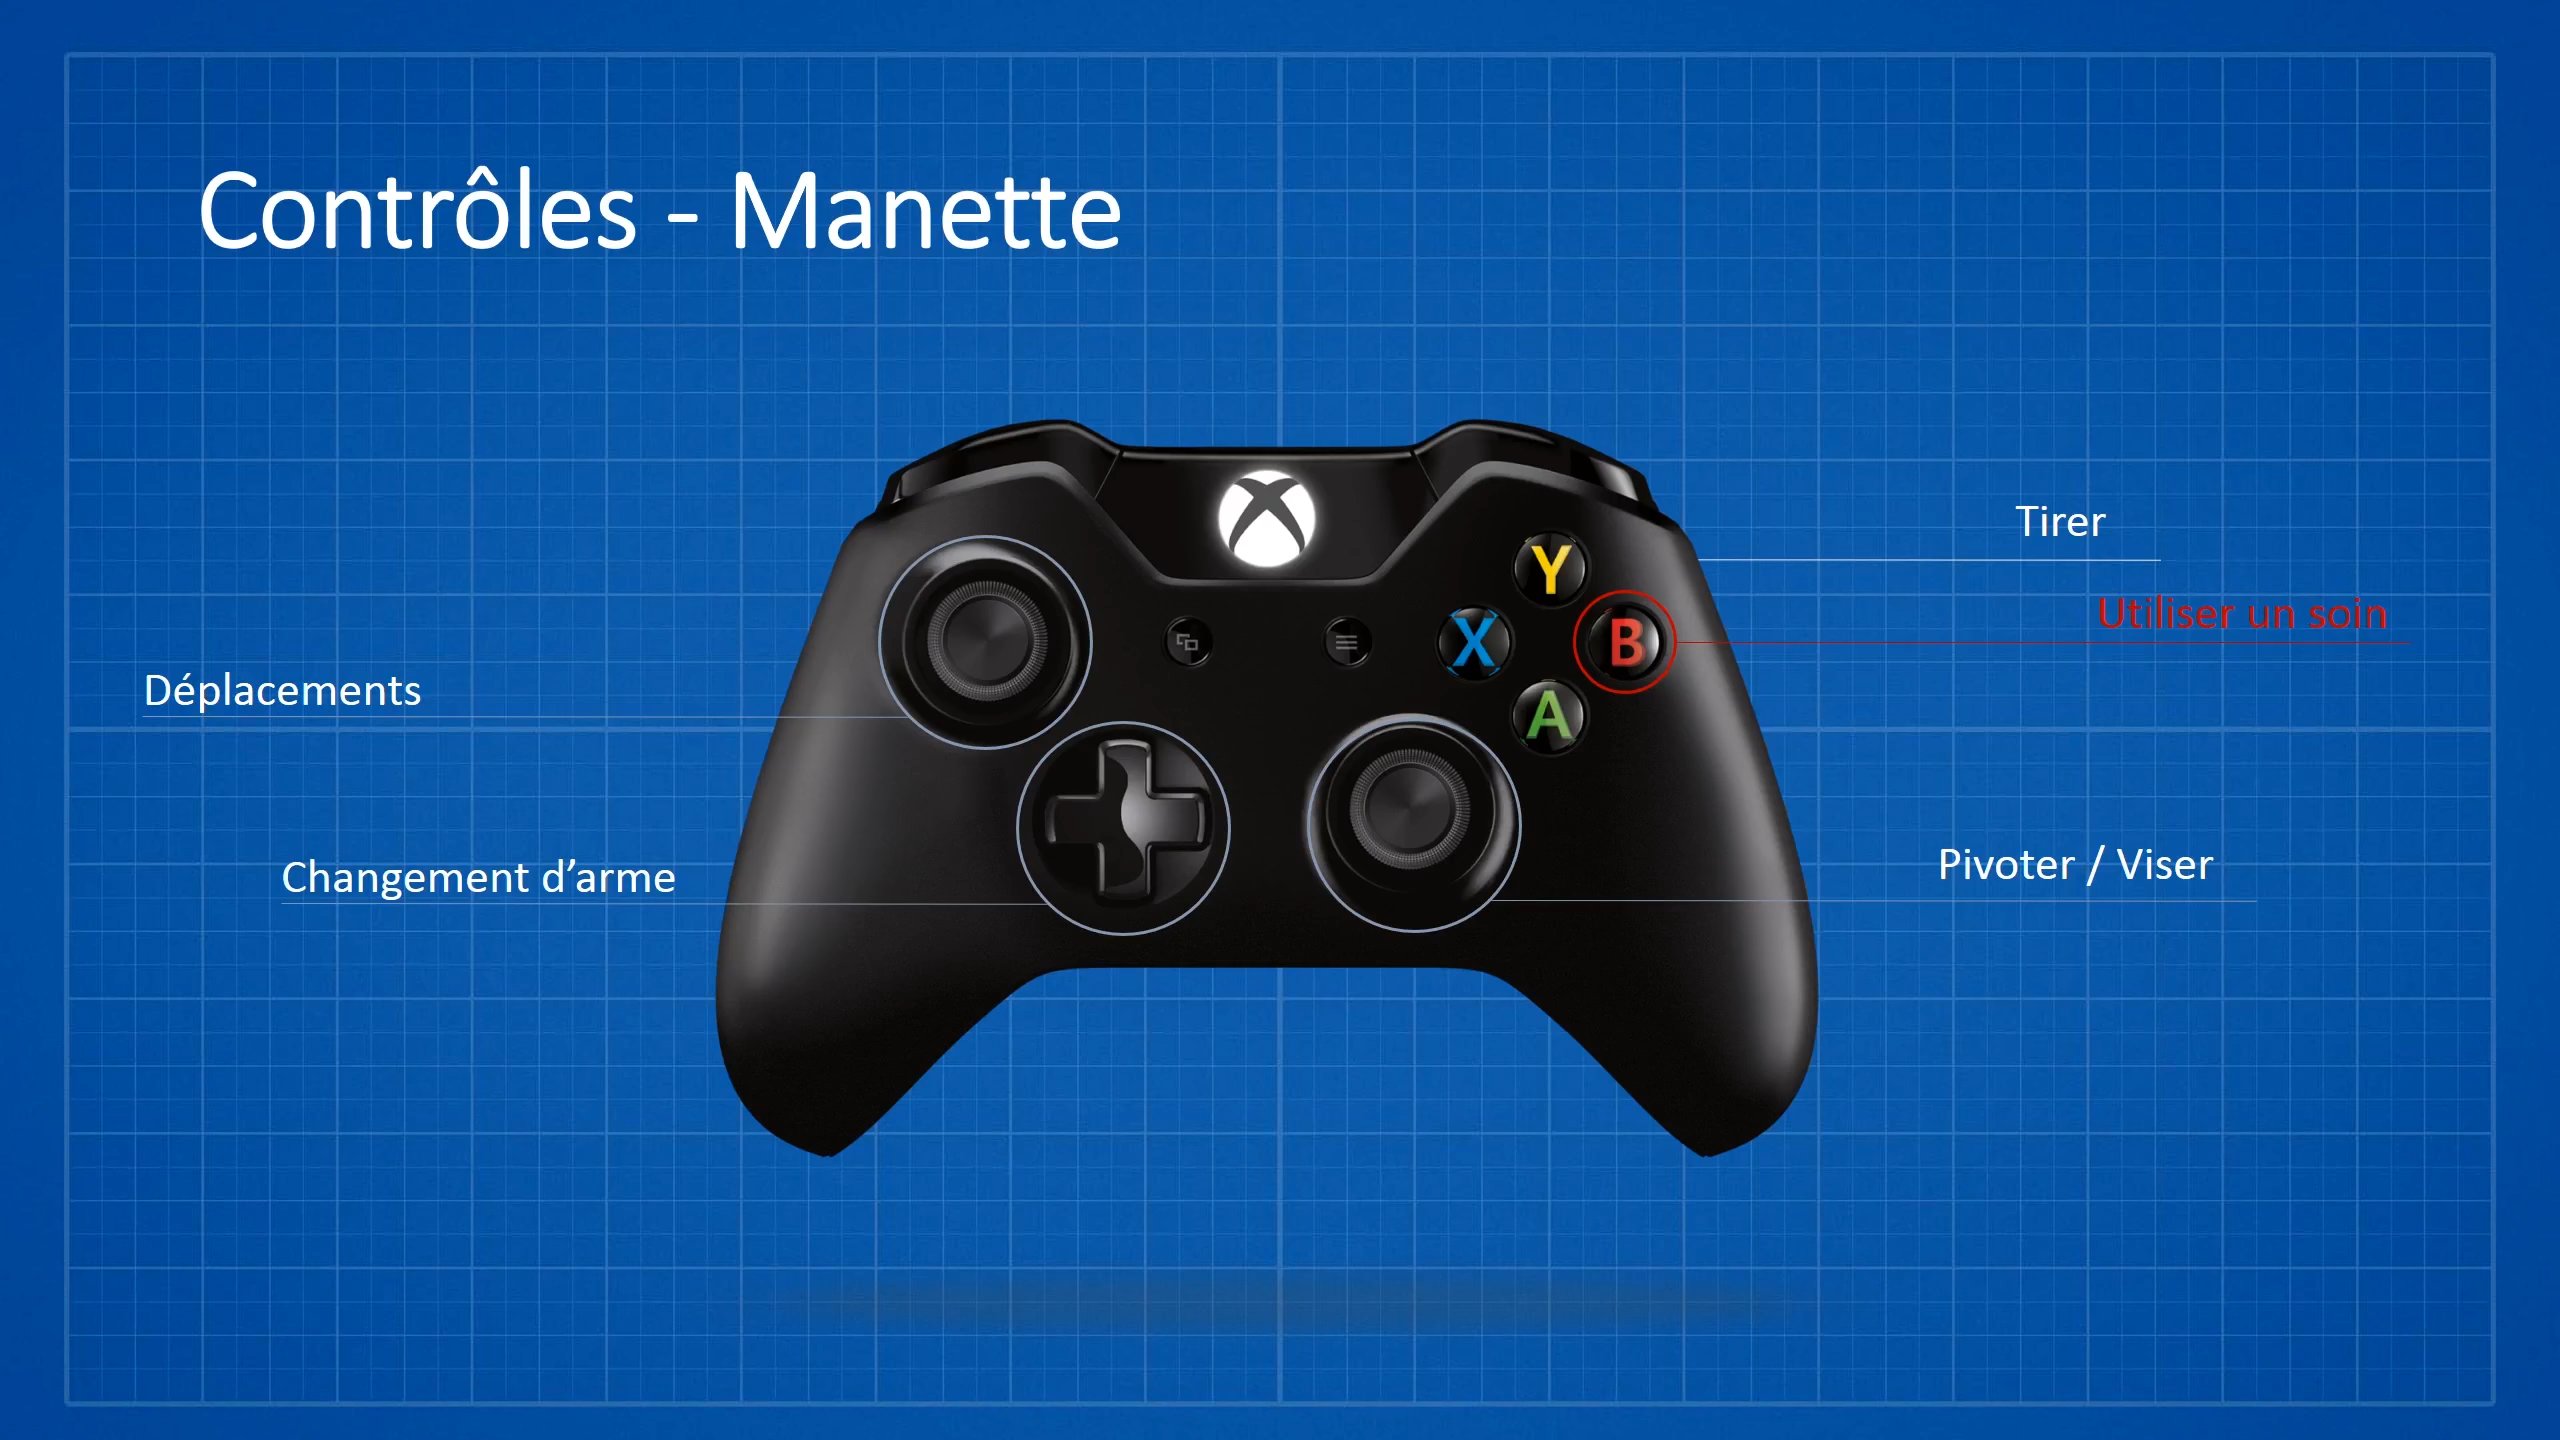 Contrôles - Manette
Tirer
Y
Utiliser un soin
X
B
Déplacements
A
Changement d’arme
Pivoter / Viser